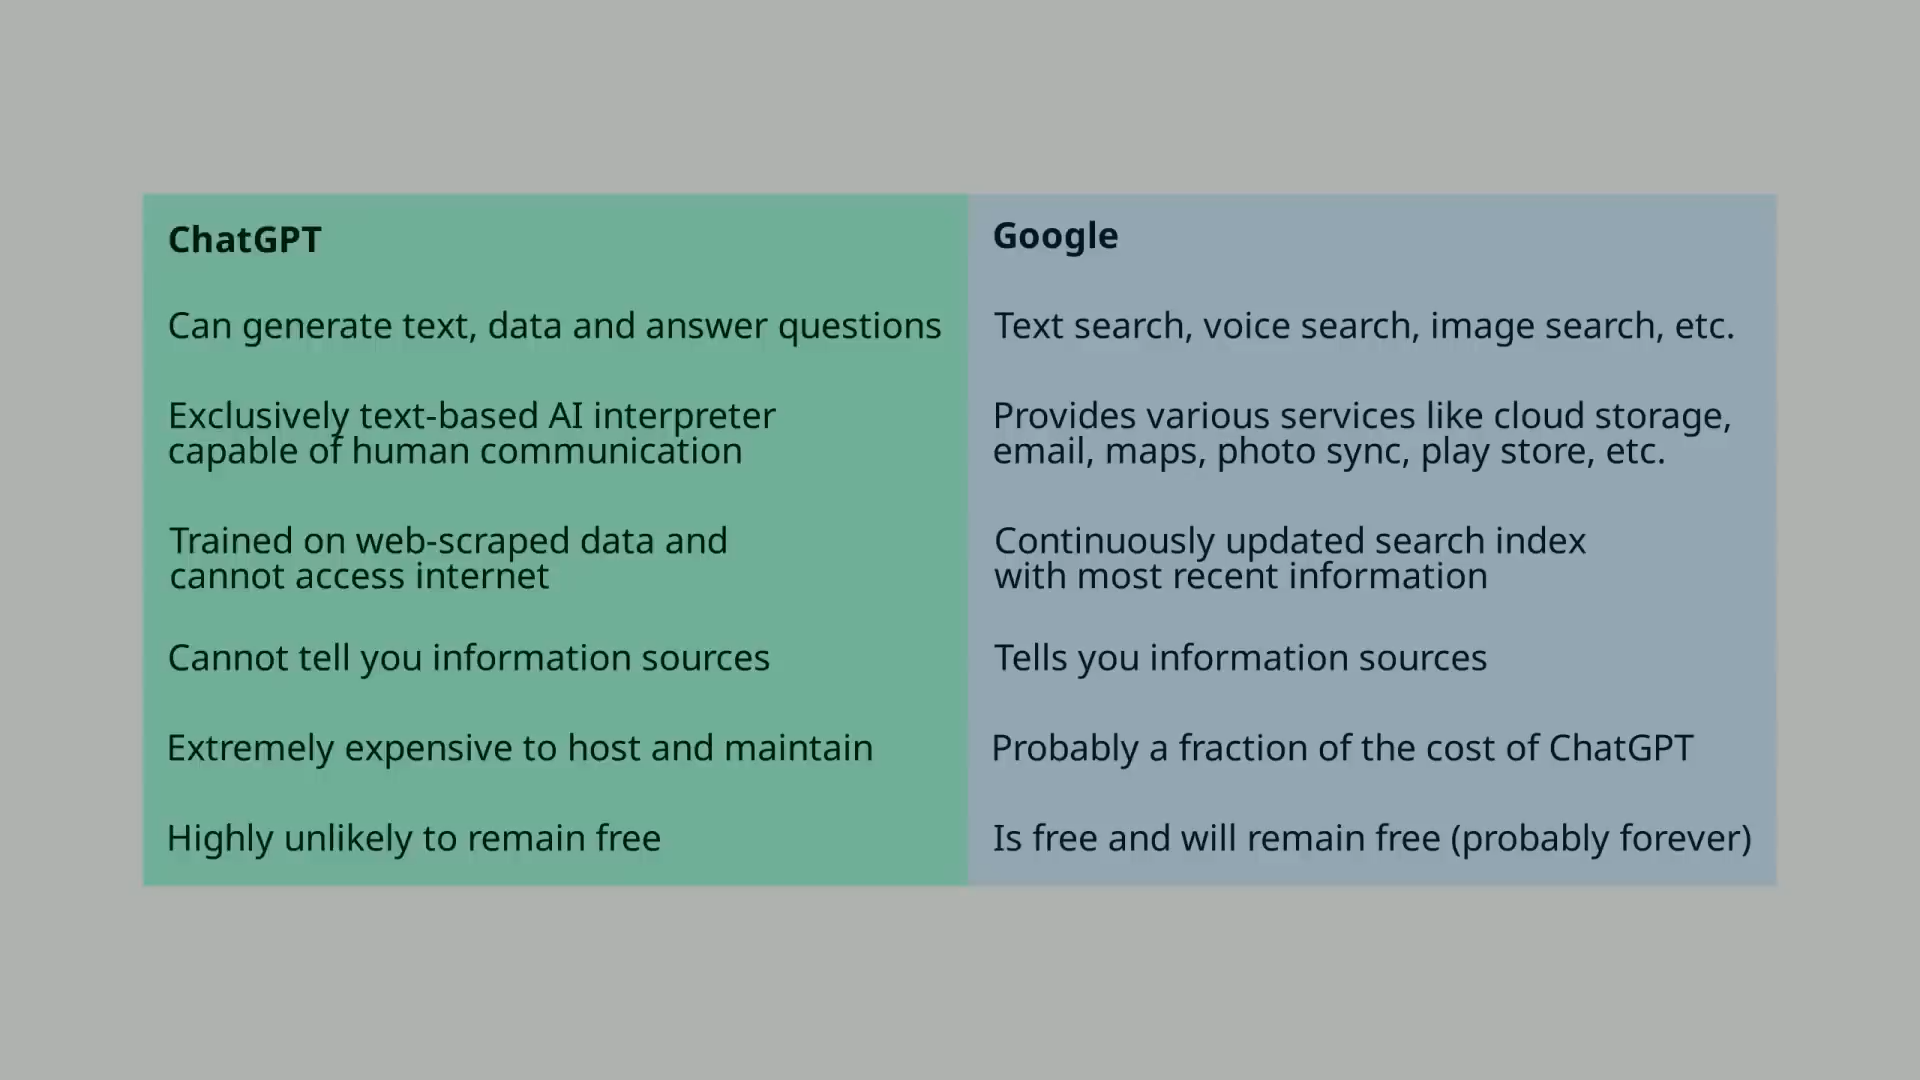 ChatGPT
Can generate text, data and answer questions
Exclusively text-based AI interpreter
capable of human communication
Trained on web-scraped data and
cannot access internet
Cannot tell you information sources
Extremely expensive to host and maintain
Highly unlikely to remain free
Google
Text search, voice search, image search, etc.
Provides various services like cloud storage,
email, maps, photo sync, play store, etc.
Continuously updated search index
with most recent information
Tells you information sources
Probably a fraction of the cost of ChatGPT
Is free and will remain free (probably forever)